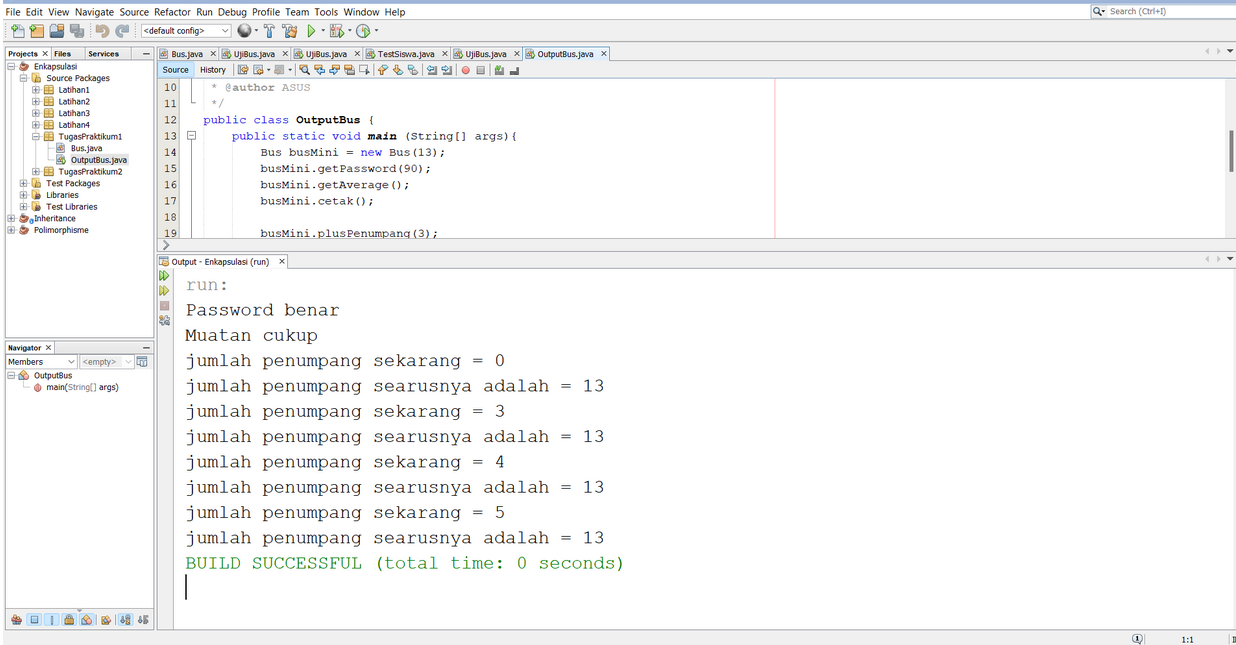 File Edit View Navigate Source Refactor Run Debug Profile Team Tools Window Help
Search (Ctrl+I)
<default config>
Projects Files Services
Enkapsulasi
Source Packages
Latihan1
Latihan2
Latihan3
Latihan4
TugasPraktikum1
Bus.java
OutputBus.java
TugasPraktikum2
Test Packages
Libraries
Test Libraries
Inheritance
Polimorphisme
Navigator
Members <empty>
OutputBus
main(String[] args)
Bus.java UjiBus.java UjiBus.java TestSiswa.java UjiBus.java OutputBus.java
Source History
10 * @author ASUS
11 */
12 public class OutputBus {
13 public static void main (String[] args){
14 Bus busMini = new Bus(13);
15 busMini.getPassword(90);
16 busMini.getAverage();
17 busMini.cetak();
18
19 busMini.plusPenumpang(3);
Output - Enkapsulasi (run)
run:
Password benar
Muatan cukup
jumlah penumpang sekarang = 0
jumlah penumpang searusnya adalah = 13
jumlah penumpang sekarang = 3
jumlah penumpang searusnya adalah = 13
jumlah penumpang sekarang = 4
jumlah penumpang searusnya adalah = 13
jumlah penumpang sekarang = 5
jumlah penumpang searusnya adalah = 13
BUILD SUCCESSFUL (total time: 0 seconds)
1:1